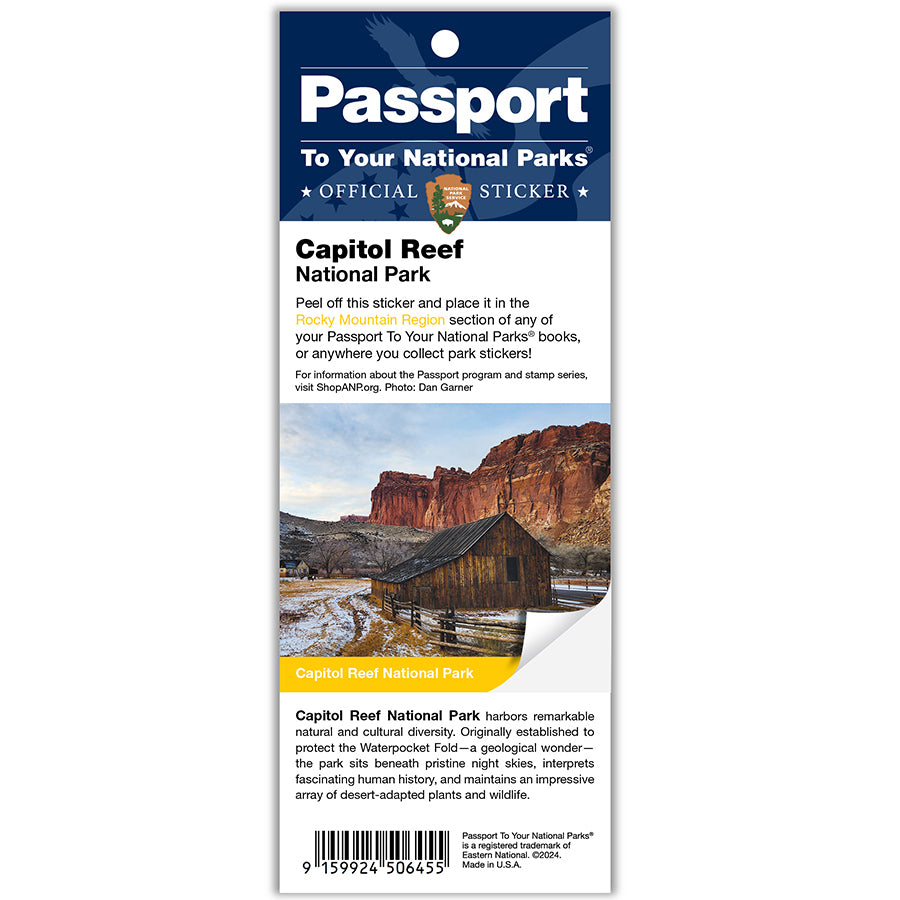 Passport
To Your National Parks®
★ OFFICIAL STICKER ★
NATIONAL
PARK
SERVICE
Capitol Reef
National Park
Peel off this sticker and place it in the
Rocky Mountain Region section of any of
your Passport To Your National Parks® books,
or anywhere you collect park stickers!
For information about the Passport program and stamp series,
visit ShopANP.org. Photo: Dan Garner
Capitol Reef National Park
Capitol Reef National Park harbors remarkable
natural and cultural diversity. Originally established to
protect the Waterpocket Fold—a geological wonder—
the park sits beneath pristine night skies, interprets
fascinating human history, and maintains an impressive
array of desert-adapted plants and wildlife.
9 159924 506455
Passport To Your National Parks®
is a registered trademark of
Eastern National. ©2024.
Made in U.S.A.